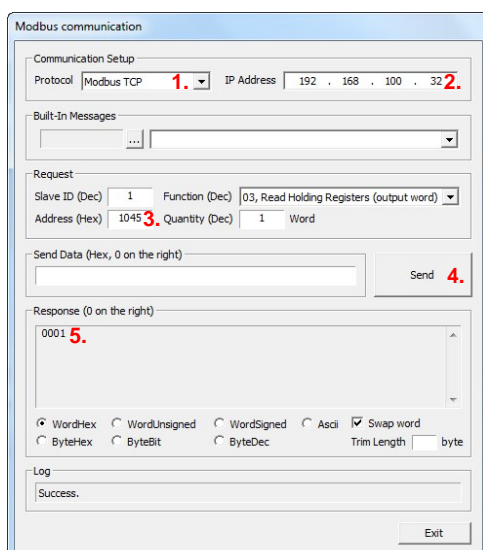 Modbus communication
Communication Setup
Protocol Modbus TCP 1. IP Address 192 . 168 . 100 . 32 2.
Built-In Messages
...
Request
Slave ID (Dec) 1 Function (Dec) 03, Read Holding Registers (output word)
Address (Hex) 1045 3. Quantity (Dec) 1 Word
Send Data (Hex, 0 on the right)
Send 4.
Response (0 on the right)
0001 5.
WordHex WordUnsigned WordSigned Ascii Swap word
ByteHex ByteBit ByteDec Trim Length byte
Log
Success.
Exit